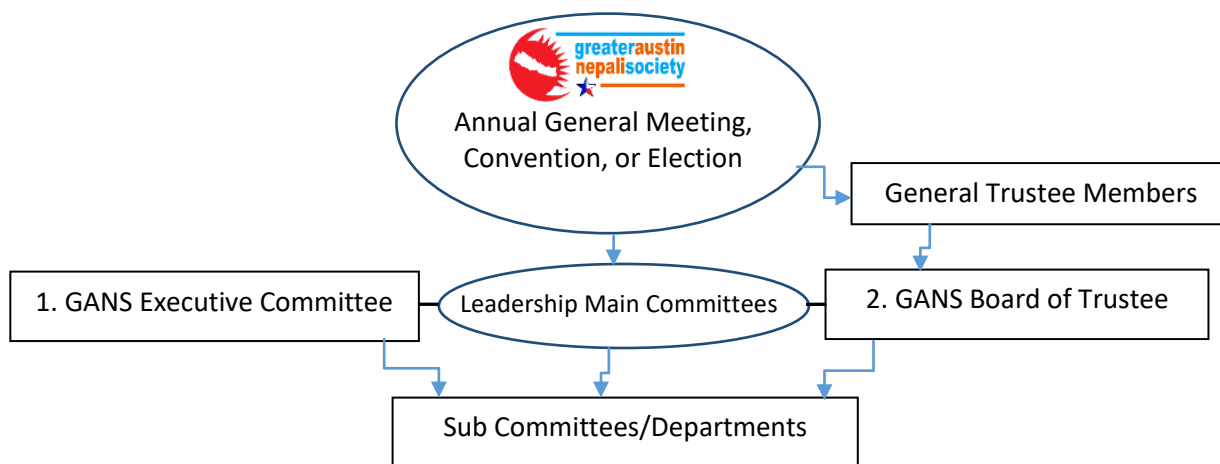 greateraustin
nepalisociety
Annual General Meeting,
Convention, or Election
General Trustee Members
1. GANS Executive Committee
Leadership Main Committees
2. GANS Board of Trustee
Sub Committees/Departments